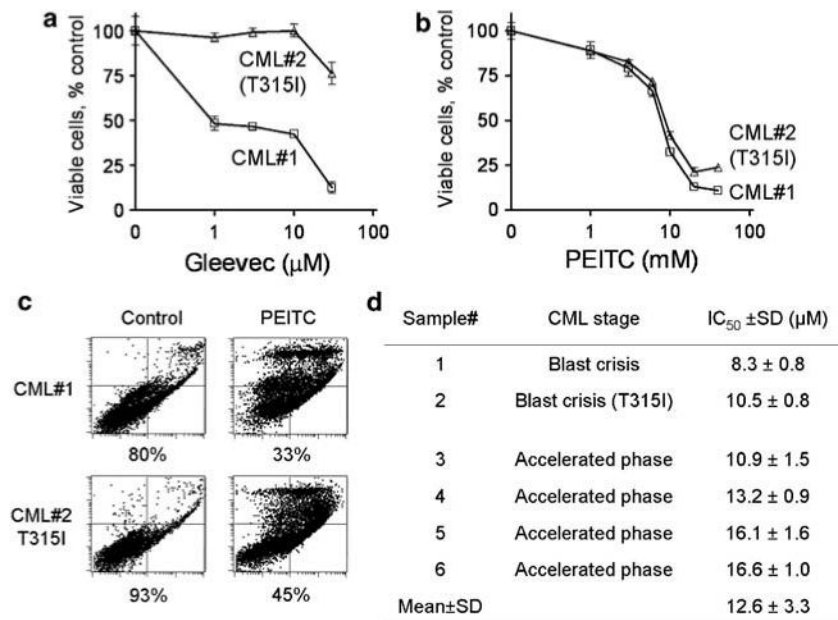 a
Viable cells, % control
100
75
50
25
0
CML#2
(T315I)
CML#1
0
1
10
100
Gleevec (μM)
b
Viable cells, % control
100
75
50
25
0
CML#2
(T315I)
CML#1
0
1
10
100
PEITC (mM)
c
Control PEITC
CML#1
80% 33%
CML#2
T315I
93% 45%
d
Sample# CML stage IC50 ±SD (μM)
1 Blast crisis 8.3 ± 0.8
2 Blast crisis (T315I) 10.5 ± 0.8
3 Accelerated phase 10.9 ± 1.5
4 Accelerated phase 13.2 ± 0.9
5 Accelerated phase 16.1 ± 1.6
6 Accelerated phase 16.6 ± 1.0
Mean±SD 12.6 ± 3.3